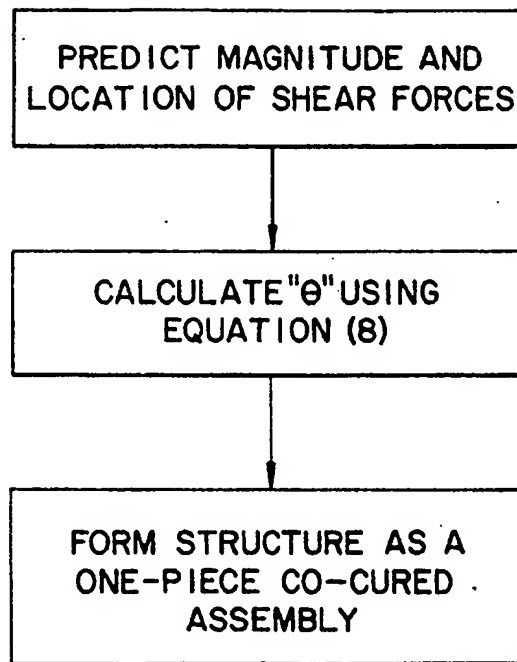 PREDICT MAGNITUDE AND
LOCATION OF SHEAR FORCES
CALCULATE "θ" USING
EQUATION (8)
FORM STRUCTURE AS A
ONE-PIECE CO-CURED
ASSEMBLY